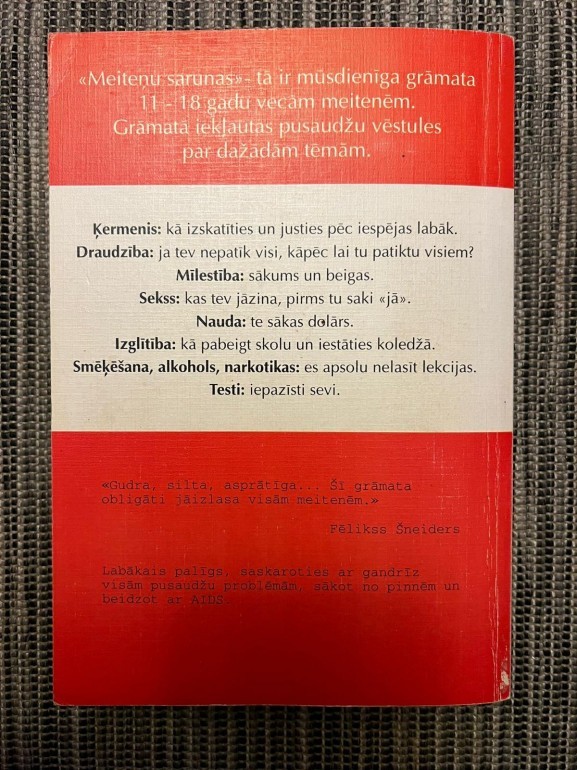 «Meiteņu sarunas»- tā ir mūsdienīga grāmata
11 – 18 gadu vecām meitenēm.
Grāmatā iekļautas pusaudžu vēstules
par dažādām tēmām.
Ķermenis: kā izskatīties un justies pēc iespējas labāk.
Draudzība: ja tev nepatīk visi, kāpēc lai tu patiktu visiem?
Mīlestība: sākums un beigas.
Sekss: kas tev jāzina, pirms tu saki «jā».
Nauda: te sākas dolārs.
Izglītība: kā pabeigt skolu un iestāties koledžā.
Smēķēšana, alkohols, narkotikas: es apsolu nelasīt lekcijas.
Testi: iepazīsti sevi.
«Gudra, silta, asprātīga... Šī grāmata
obligāti jāizlasa visām meitenēm.»
Fēlikss Šneiders
Labākais palīgs, saskaroties ar gandrīz
visām pusaudžu problēmām, sākot no pinnēm un
beidzot ar AIDS.